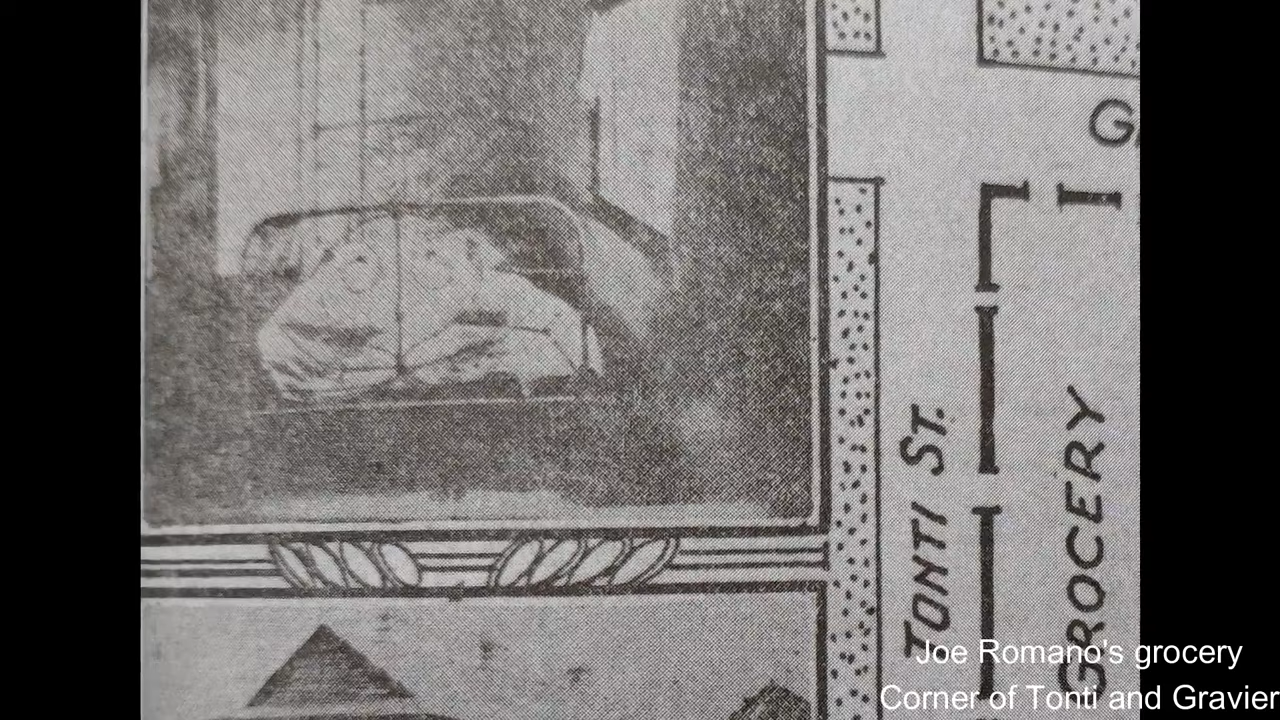 G
TONTI ST.
GROCERY
Joe Romano's grocery
Corner of Tonti and Gravier